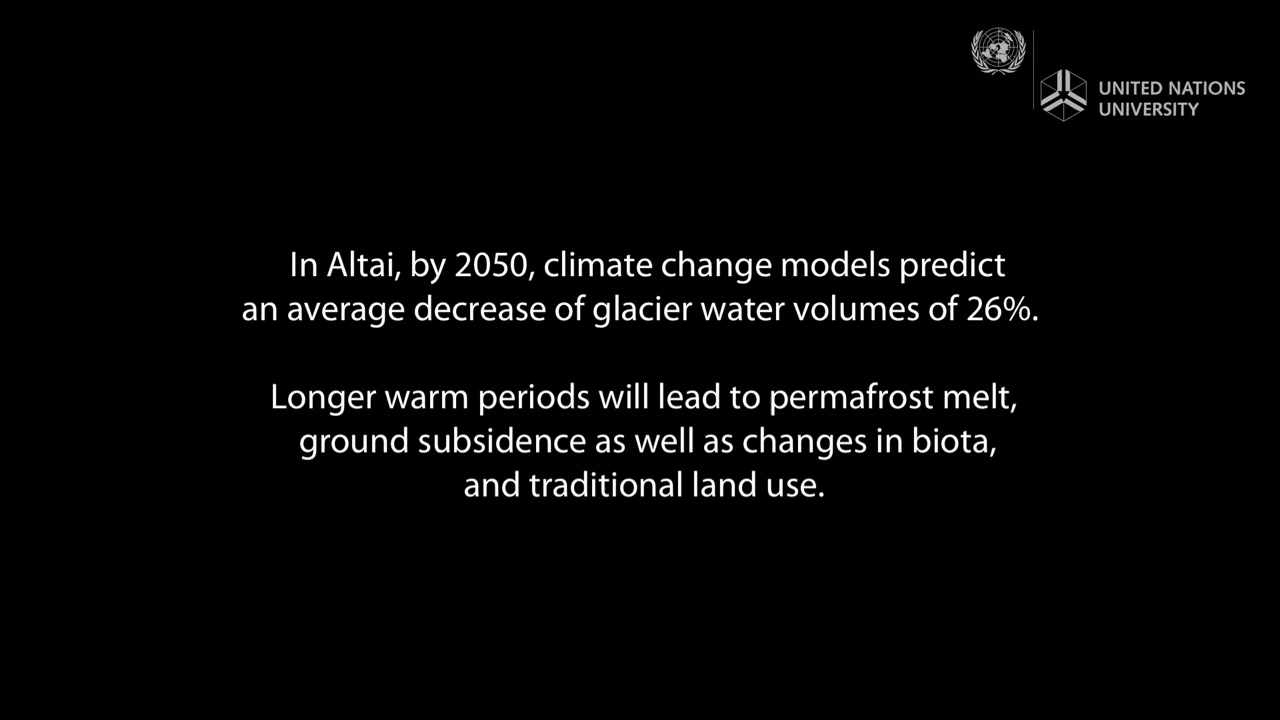 UNITED NATIONS
UNIVERSITY
In Altai, by 2050, climate change models predict
an average decrease of glacier water volumes of 26%.
Longer warm periods will lead to permafrost melt,
ground subsidence as well as changes in biota,
and traditional land use.